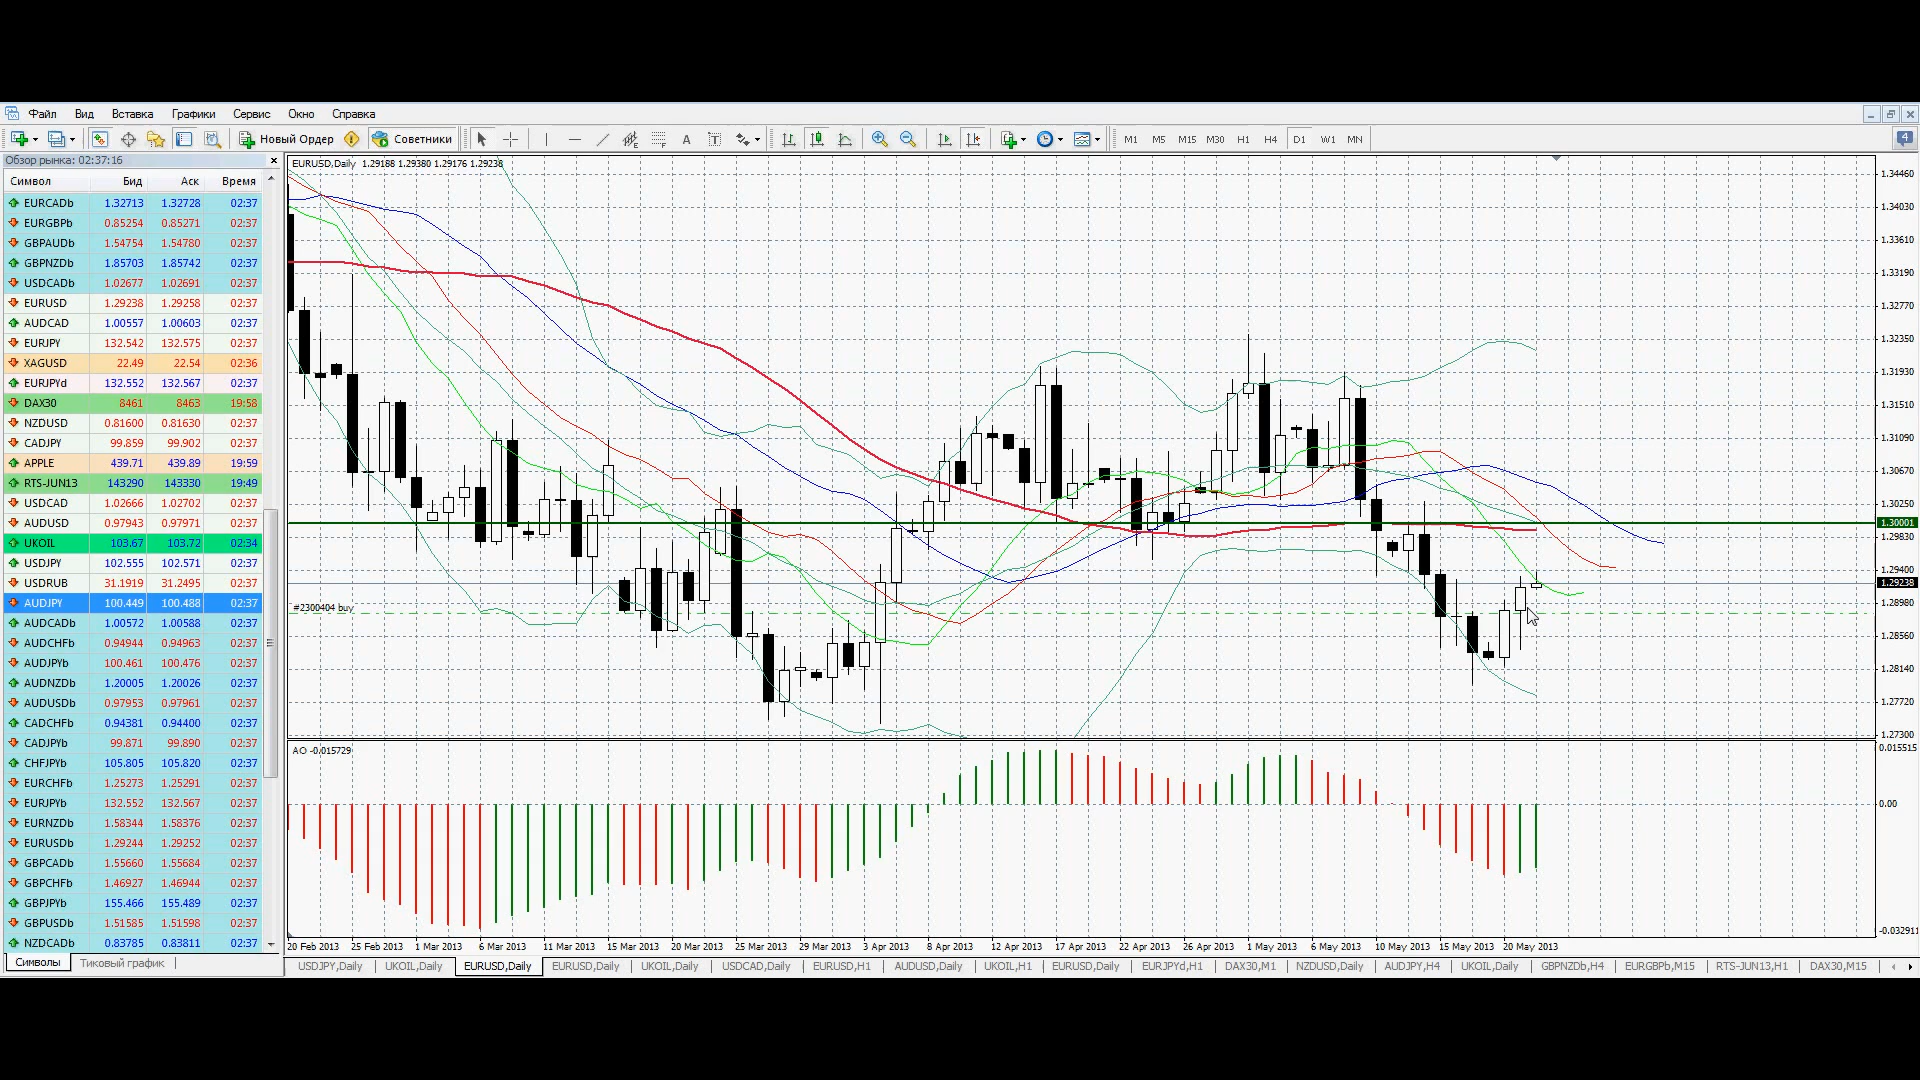 Файл Вид Вставка Графики Сервис Окно Справка
Новый Ордер Советники A T M1 M5 M15 M30 H1 H4 D1 W1 MN 4
Обзор рынка: 02:37:16
Символ Бид Аск Время
EURCADb 1.32713 1.32728 02:37
EURGBPb 0.85254 0.85271 02:37
GBPAUDb 1.54754 1.54780 02:37
GBPNZDb 1.85703 1.85742 02:37
USDCADb 1.02677 1.02691 02:37
EURUSD 1.29238 1.29258 02:37
AUDCAD 1.00557 1.00603 02:37
EURJPY 132.542 132.575 02:37
XAGUSD 22.49 22.54 02:36
EURJPYd 132.552 132.567 02:37
DAX30 8461 8463 19:58
NZDUSD 0.81600 0.81630 02:37
CADJPY 99.859 99.902 02:37
APPLE 439.71 439.89 19:59
RTS-JUN13 143290 143330 19:49
USDCAD 1.02666 1.02702 02:37
AUDUSD 0.97943 0.97971 02:37
UKOIL 103.67 103.72 02:34
USDJPY 102.555 102.571 02:37
USDRUB 31.1919 31.2495 02:37
AUDJPY 100.449 100.488 02:37
AUDCADb 1.00572 1.00588 02:37
AUDCHFb 0.94944 0.94963 02:37
AUDJPYb 100.461 100.476 02:37
AUDNZDb 1.20005 1.20026 02:37
AUDUSDb 0.97953 0.97961 02:37
CADCHFb 0.94381 0.94400 02:37
CADJPYb 99.871 99.890 02:37
CHFJPYb 105.805 105.820 02:37
EURCHFb 1.25273 1.25291 02:37
EURJPYb 132.552 132.567 02:37
EURNZDb 1.58344 1.58376 02:37
EURUSDb 1.29244 1.29252 02:37
GBPCADb 1.55660 1.55684 02:37
GBPCHFb 1.46927 1.46944 02:37
GBPJPYb 155.466 155.489 02:37
GBPUSDb 1.51585 1.51598 02:37
NZDCADb 0.83785 0.83811 02:37
Символы Тиковый график
EURUSD,Daily 1.29188 1.29380 1.29176 1.29238
#2300404 buy
1.34460
1.34030
1.33610
1.33190
1.32770
1.32350
1.31930
1.31510
1.31090
1.30670
1.30250
1.30001
1.29830
1.29400
1.29238
1.28980
1.28560
1.28140
1.27720
1.27300
AO -0.015729
0.015515
0.00
-0.032911
20 Feb 2013 25 Feb 2013 1 Mar 2013 6 Mar 2013 11 Mar 2013 15 Mar 2013 20 Mar 2013 25 Mar 2013 29 Mar 2013 3 Apr 2013 8 Apr 2013 12 Apr 2013 17 Apr 2013 22 Apr 2013 26 Apr 2013 1 May 2013 6 May 2013 10 May 2013 15 May 2013 20 May 2013
USDJPY,Daily UKOIL,Daily EURUSD,Daily EURUSD,Daily UKOIL,Daily USDCAD,Daily EURUSD,H1 AUDUSD,Daily UKOIL,H1 EURUSD,Daily EURJPYd,H1 DAX30,M1 NZDUSD,Daily AUDJPY,H4 UKOIL,Daily GBPNZDb,H4 EURGBPb,M15 RTS-JUN13,H1 DAX30,M15